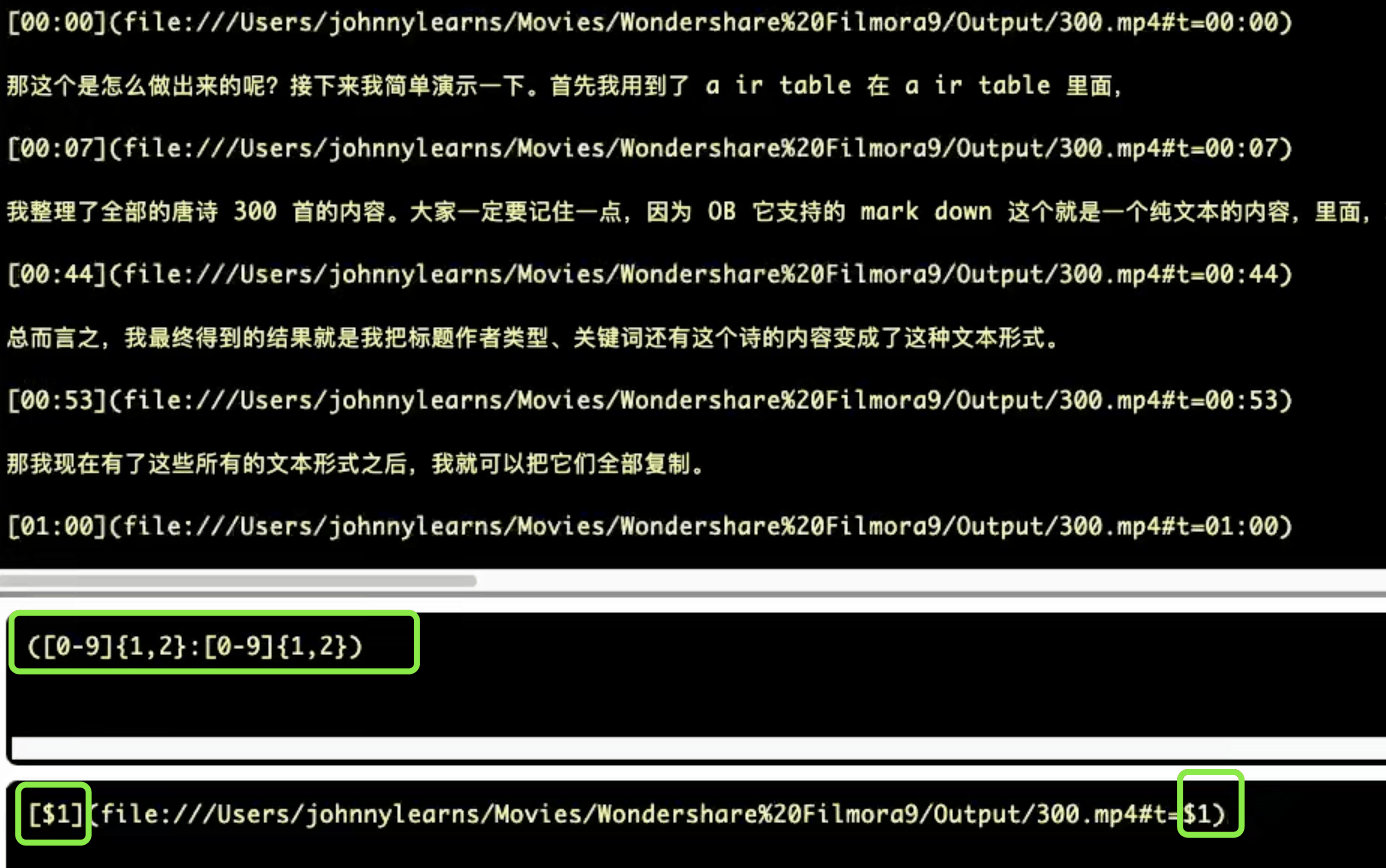 [00:00](file:///Users/johnnylearns/Movies/Wondershare%20Filmora9/Output/300.mp4#t=00:00)
那这个是怎么做出来的呢？接下来我简单演示一下。首先我用到了 a ir table 在 a ir table 里面，
[00:07](file:///Users/johnnylearns/Movies/Wondershare%20Filmora9/Output/300.mp4#t=00:07)
我整理了全部的唐诗 300 首的内容。大家一定要记住一点，因为 OB 它支持的 mark down 这个就是一个纯文本的内容，里面，
[00:44](file:///Users/johnnylearns/Movies/Wondershare%20Filmora9/Output/300.mp4#t=00:44)
总而言之，我最终得到的结果就是我把标题作者类型、关键词还有这个诗的内容变成了这种文本形式。
[00:53](file:///Users/johnnylearns/Movies/Wondershare%20Filmora9/Output/300.mp4#t=00:53)
那我现在有了这些所有的文本形式之后，我就可以把它们全部复制。
[01:00](file:///Users/johnnylearns/Movies/Wondershare%20Filmora9/Output/300.mp4#t=01:00)
([0-9]{1,2}:[0-9]{1,2})
[$1](file:///Users/johnnylearns/Movies/Wondershare%20Filmora9/Output/300.mp4#t=$1)